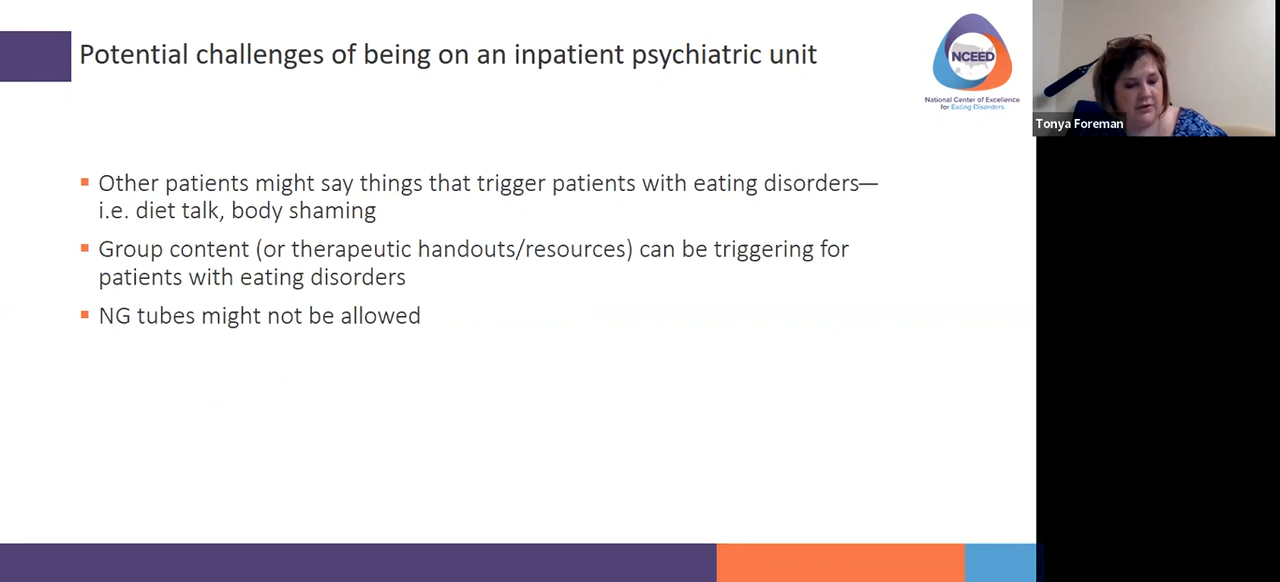 Potential challenges of being on an inpatient psychiatric unit
NCEED
National Center of Excellence
for Eating Disorders
Tonya Foreman
▪ Other patients might say things that trigger patients with eating disorders—
i.e. diet talk, body shaming
▪ Group content (or therapeutic handouts/resources) can be triggering for
patients with eating disorders
▪ NG tubes might not be allowed